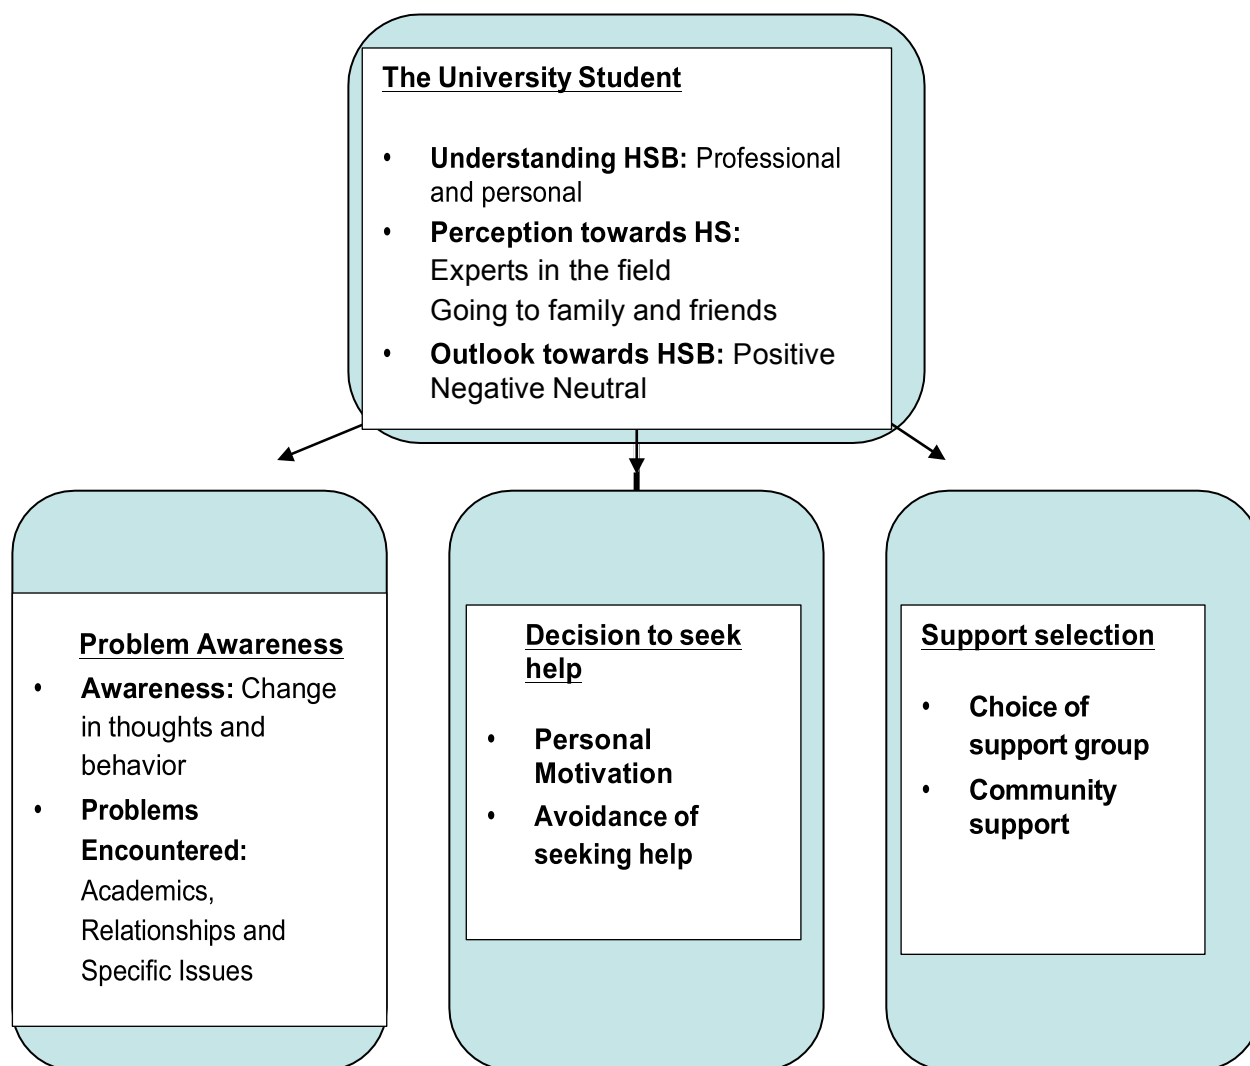 The University Student
• Understanding HSB: Professional
and personal
• Perception towards HS:
Experts in the field
Going to family and friends
• Outlook towards HSB: Positive
Negative Neutral
Problem Awareness
• Awareness: Change
in thoughts and
behavior
• Problems
Encountered:
Academics,
Relationships and
Specific Issues
Decision to seek
help
• Personal
Motivation
• Avoidance of
seeking help
Support selection
• Choice of
support group
• Community
support